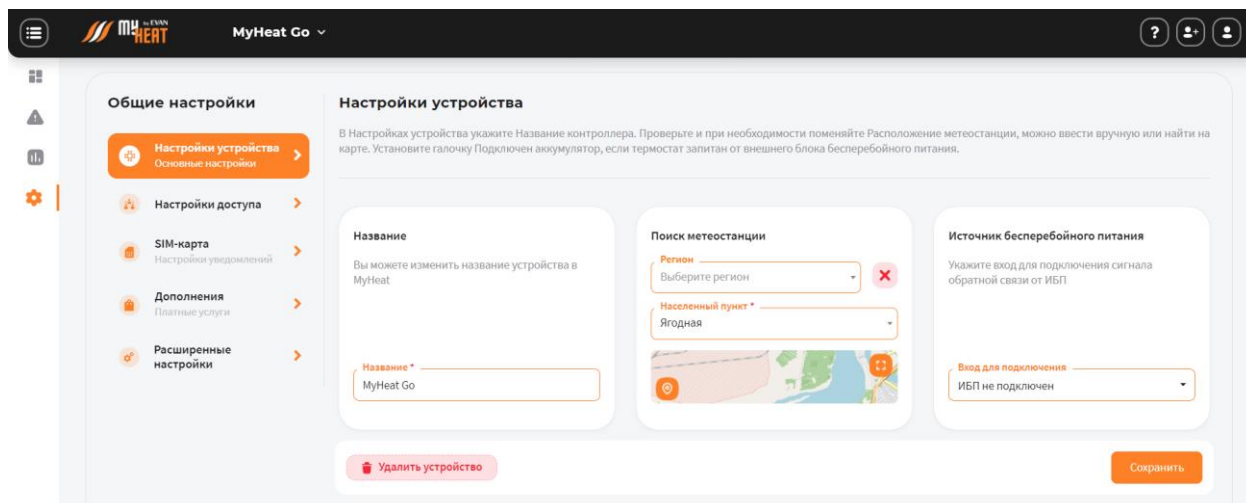 by EVAN
MYHEAT
MyHeat Go
?
Общие настройки
Настройки устройства
Основные настройки
Настройки доступа
SIM-карта
Настройки уведомлений
Дополнения
Платные услуги
Расширенные
настройки
Настройки устройства
В Настройках устройства укажите Название контроллера. Проверьте и при необходимости поменяйте Расположение метеостанции, можно ввести вручную или найти на
карте. Установите галочку Подключен аккумулятор, если термостат запитан от внешнего блока бесперебойного питания.
Название
Вы можете изменить название устройства в
MyHeat
Название *
MyHeat Go
Поиск метеостанции
Регион
Выберите регион
Населенный пункт *
Ягодная
Источник бесперебойного питания
Укажите вход для подключения сигнала
обратной связи от ИБП
Вход для подключения
ИБП не подключен
Удалить устройство
Сохранить